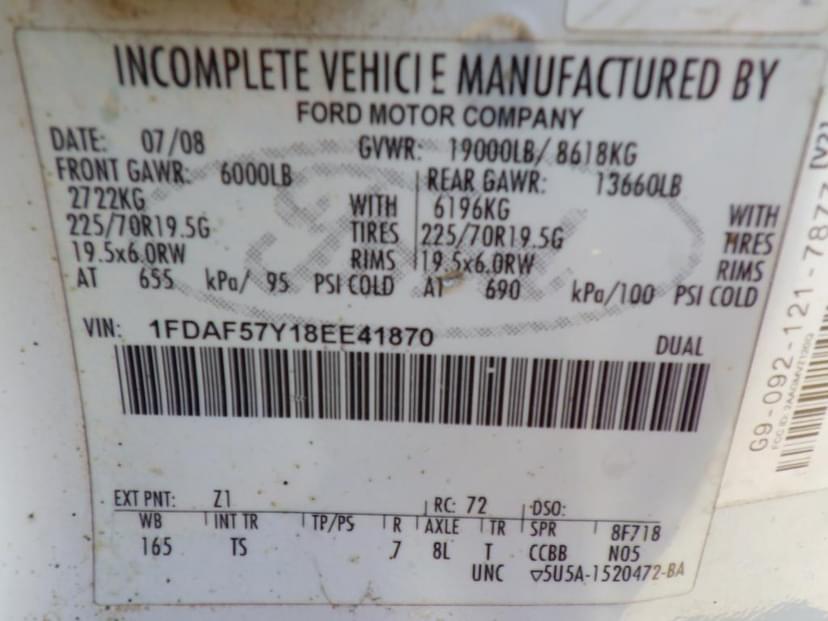 INCOMPLETE VEHICLE MANUFACTURED BY
FORD MOTOR COMPANY
DATE: 07/08 GVWR: 19000LB/ 8618KG
FRONT GAWR: 6000LB REAR GAWR: 13660LB
2722KG WITH 6196KG WITH
225/70R19.5G TIRES 225/70R19.5G TIRES
19.5x6.0RW RIMS 19.5x6.0RW RIMS
AT 655 kPa/ 95 PSI COLD AT 690 kPa/100 PSI COLD
VIN: 1FDAF57Y18EE41870 DUAL
EXT PNT: Z1 RC: 72 DSO:
WB INT TR TP/PS R AXLE TR SPR 8F718
165 TS 7 8L T CCBB N05
UNC ▽5U5A-1520472-BA
G9-092-121-7877 [V2]